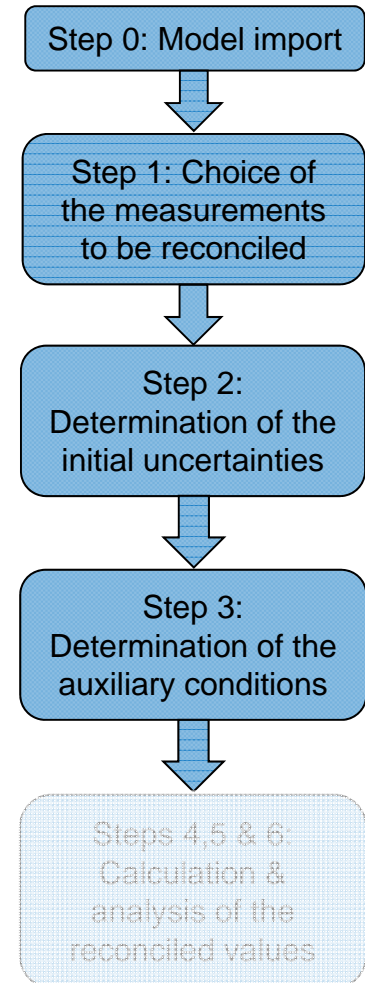 Step 0: Model import
Step 1: Choice of
the measurements
to be reconciled
Step 2:
Determination of the
initial uncertainties
Step 3:
Determination of the
auxiliary conditions
Steps 4,5 & 6:
Calculation &
analysis of the
reconciled values